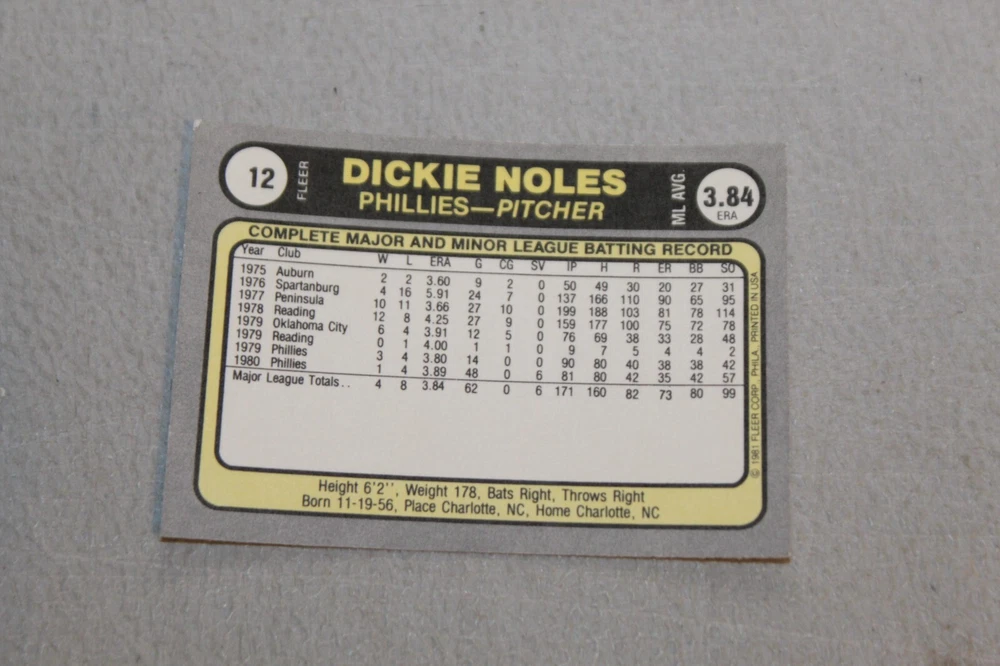 12 FLEER DICKIE NOLES ML AVG. 3.84
PHILLIES—PITCHER ERA
COMPLETE MAJOR AND MINOR LEAGUE BATTING RECORD
Year Club W L ERA G CG SV IP H R ER BB SO
1975 Auburn 2 2 3.60 9 2 0 50 49 30 20 27 31
1976 Spartanburg 4 16 5.91 24 7 0 137 166 110 90 65 95
1977 Peninsula 10 11 3.66 27 10 0 199 188 103 81 78 114
1978 Reading 12 8 4.25 27 9 0 159 177 100 75 72 78
1979 Oklahoma City 6 4 3.91 12 5 0 76 69 38 33 28 48
1979 Reading 0 1 4.00 1 1 0 9 7 5 4 4 2
1979 Phillies 3 4 3.80 14 0 0 90 80 40 38 38 42
1980 Phillies 1 4 3.89 48 0 6 81 80 42 35 42 57
Major League Totals.. 4 8 3.84 62 0 6 171 160 82 73 80 99
Height 6'2'', Weight 178, Bats Right, Throws Right
Born 11-19-56, Place Charlotte, NC, Home Charlotte, NC
© 1981 FLEER CORP., PHILA., PRINTED IN USA